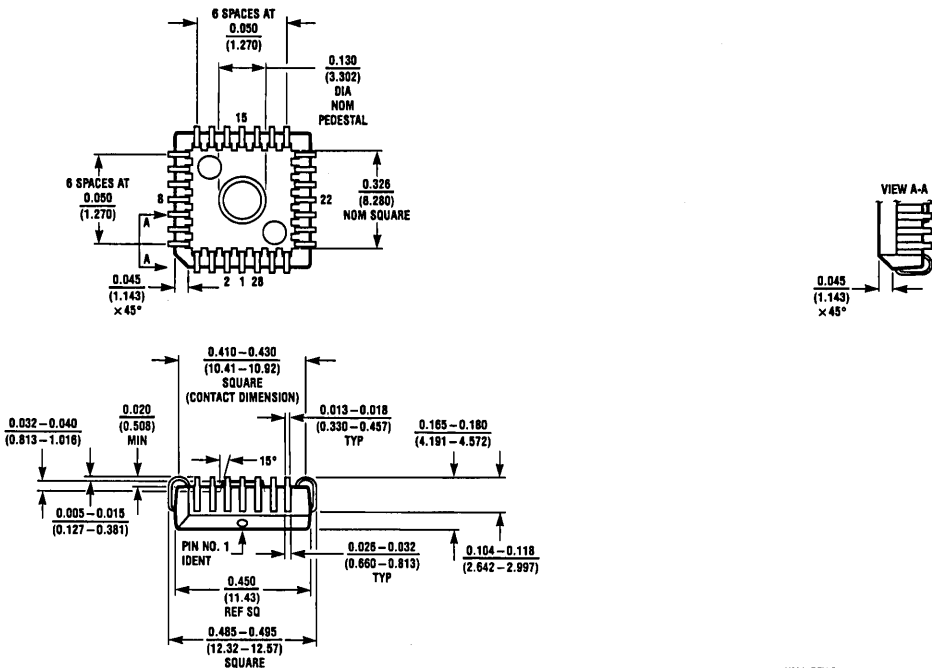 6 SPACES AT
0.050
(1.270)
0.130
(3.302)
DIA
NOM
PEDESTAL
15
6 SPACES AT
0.050
(1.270)
8
22
0.326
(8.280)
NOM SQUARE
A
A
2 1 28
0.045
(1.143)
×45°
VIEW A-A
0.045
(1.143)
×45°
0.410–0.430
(10.41–10.92)
SQUARE
(CONTACT DIMENSION)
0.032–0.040
(0.813–1.016)
0.020
(0.508)
MIN
0.013–0.018
(0.330–0.457)
TYP
0.165–0.180
(4.191–4.572)
15°
0.005–0.015
(0.127–0.381)
PIN NO. 1
IDENT
0.026–0.032
(0.660–0.813)
TYP
0.104–0.118
(2.642–2.997)
0.450
(11.43)
REF SQ
0.485–0.495
(12.32–12.57)
SQUARE